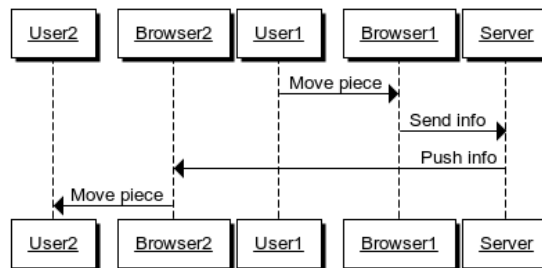 User2 Browser2 User1 Browser1 Server
Move piece
Send info
Push info
Move piece
User2 Browser2 User1 Browser1 Server